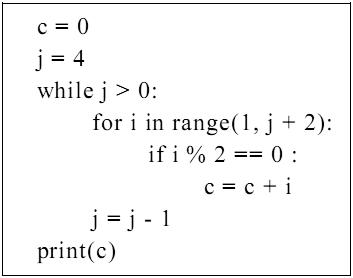 c = 0
j = 4
while j > 0:
for i in range(1, j + 2):
if i % 2 == 0 :
c = c + i
j = j - 1
print(c)